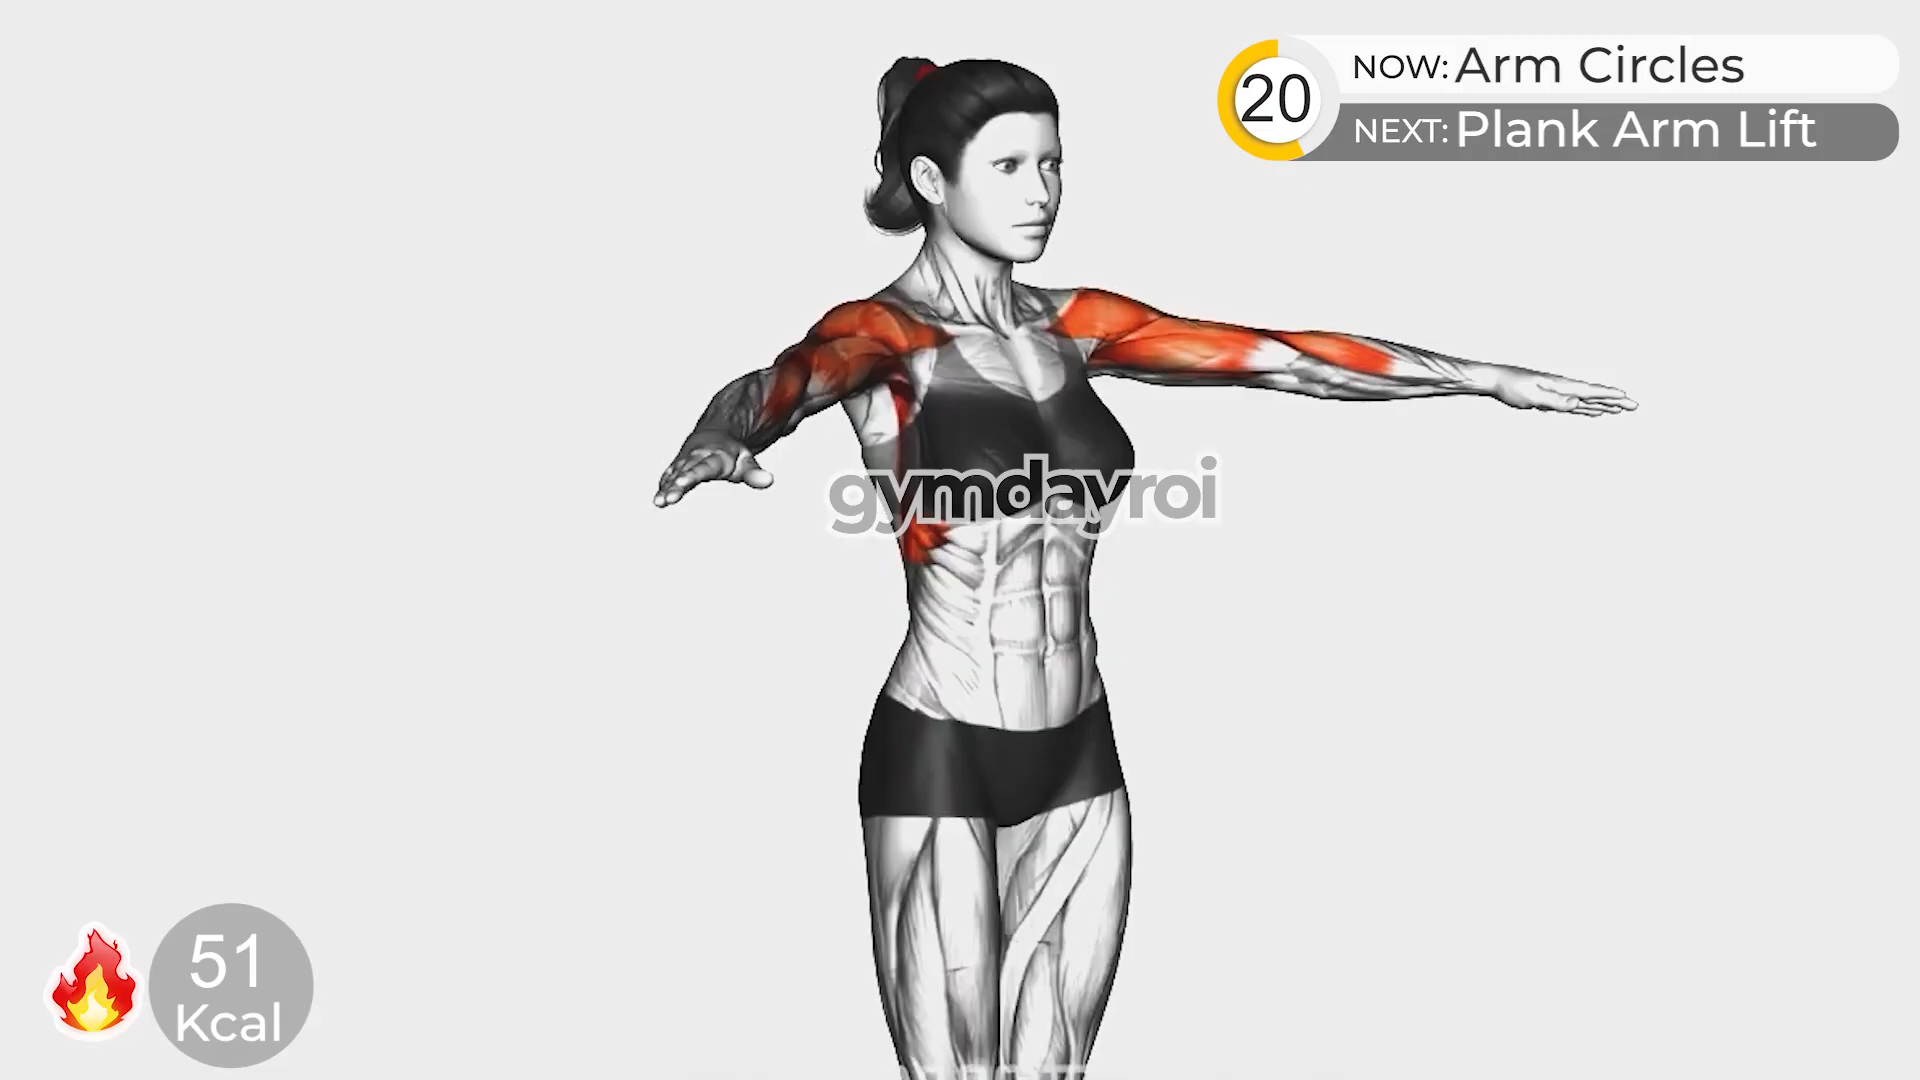 20
NOW: Arm Circles
NEXT: Plank Arm Lift
gymdayroi
51
Kcal